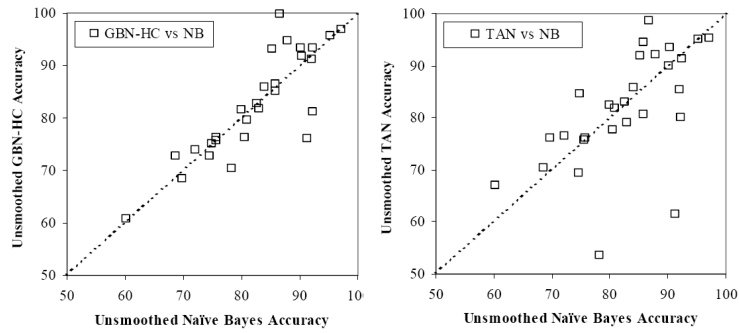 GBN-HC vs NB
Unsmoothed GBN-HC Accuracy
100
90
80
70
60
50
50 60 70 80 90 100
Unsmoothed Naïve Bayes Accuracy
TAN vs NB
Unsmoothed TAN Accuracy
100
90
80
70
60
50
50 60 70 80 90 100
Unsmoothed Naïve Bayes Accuracy